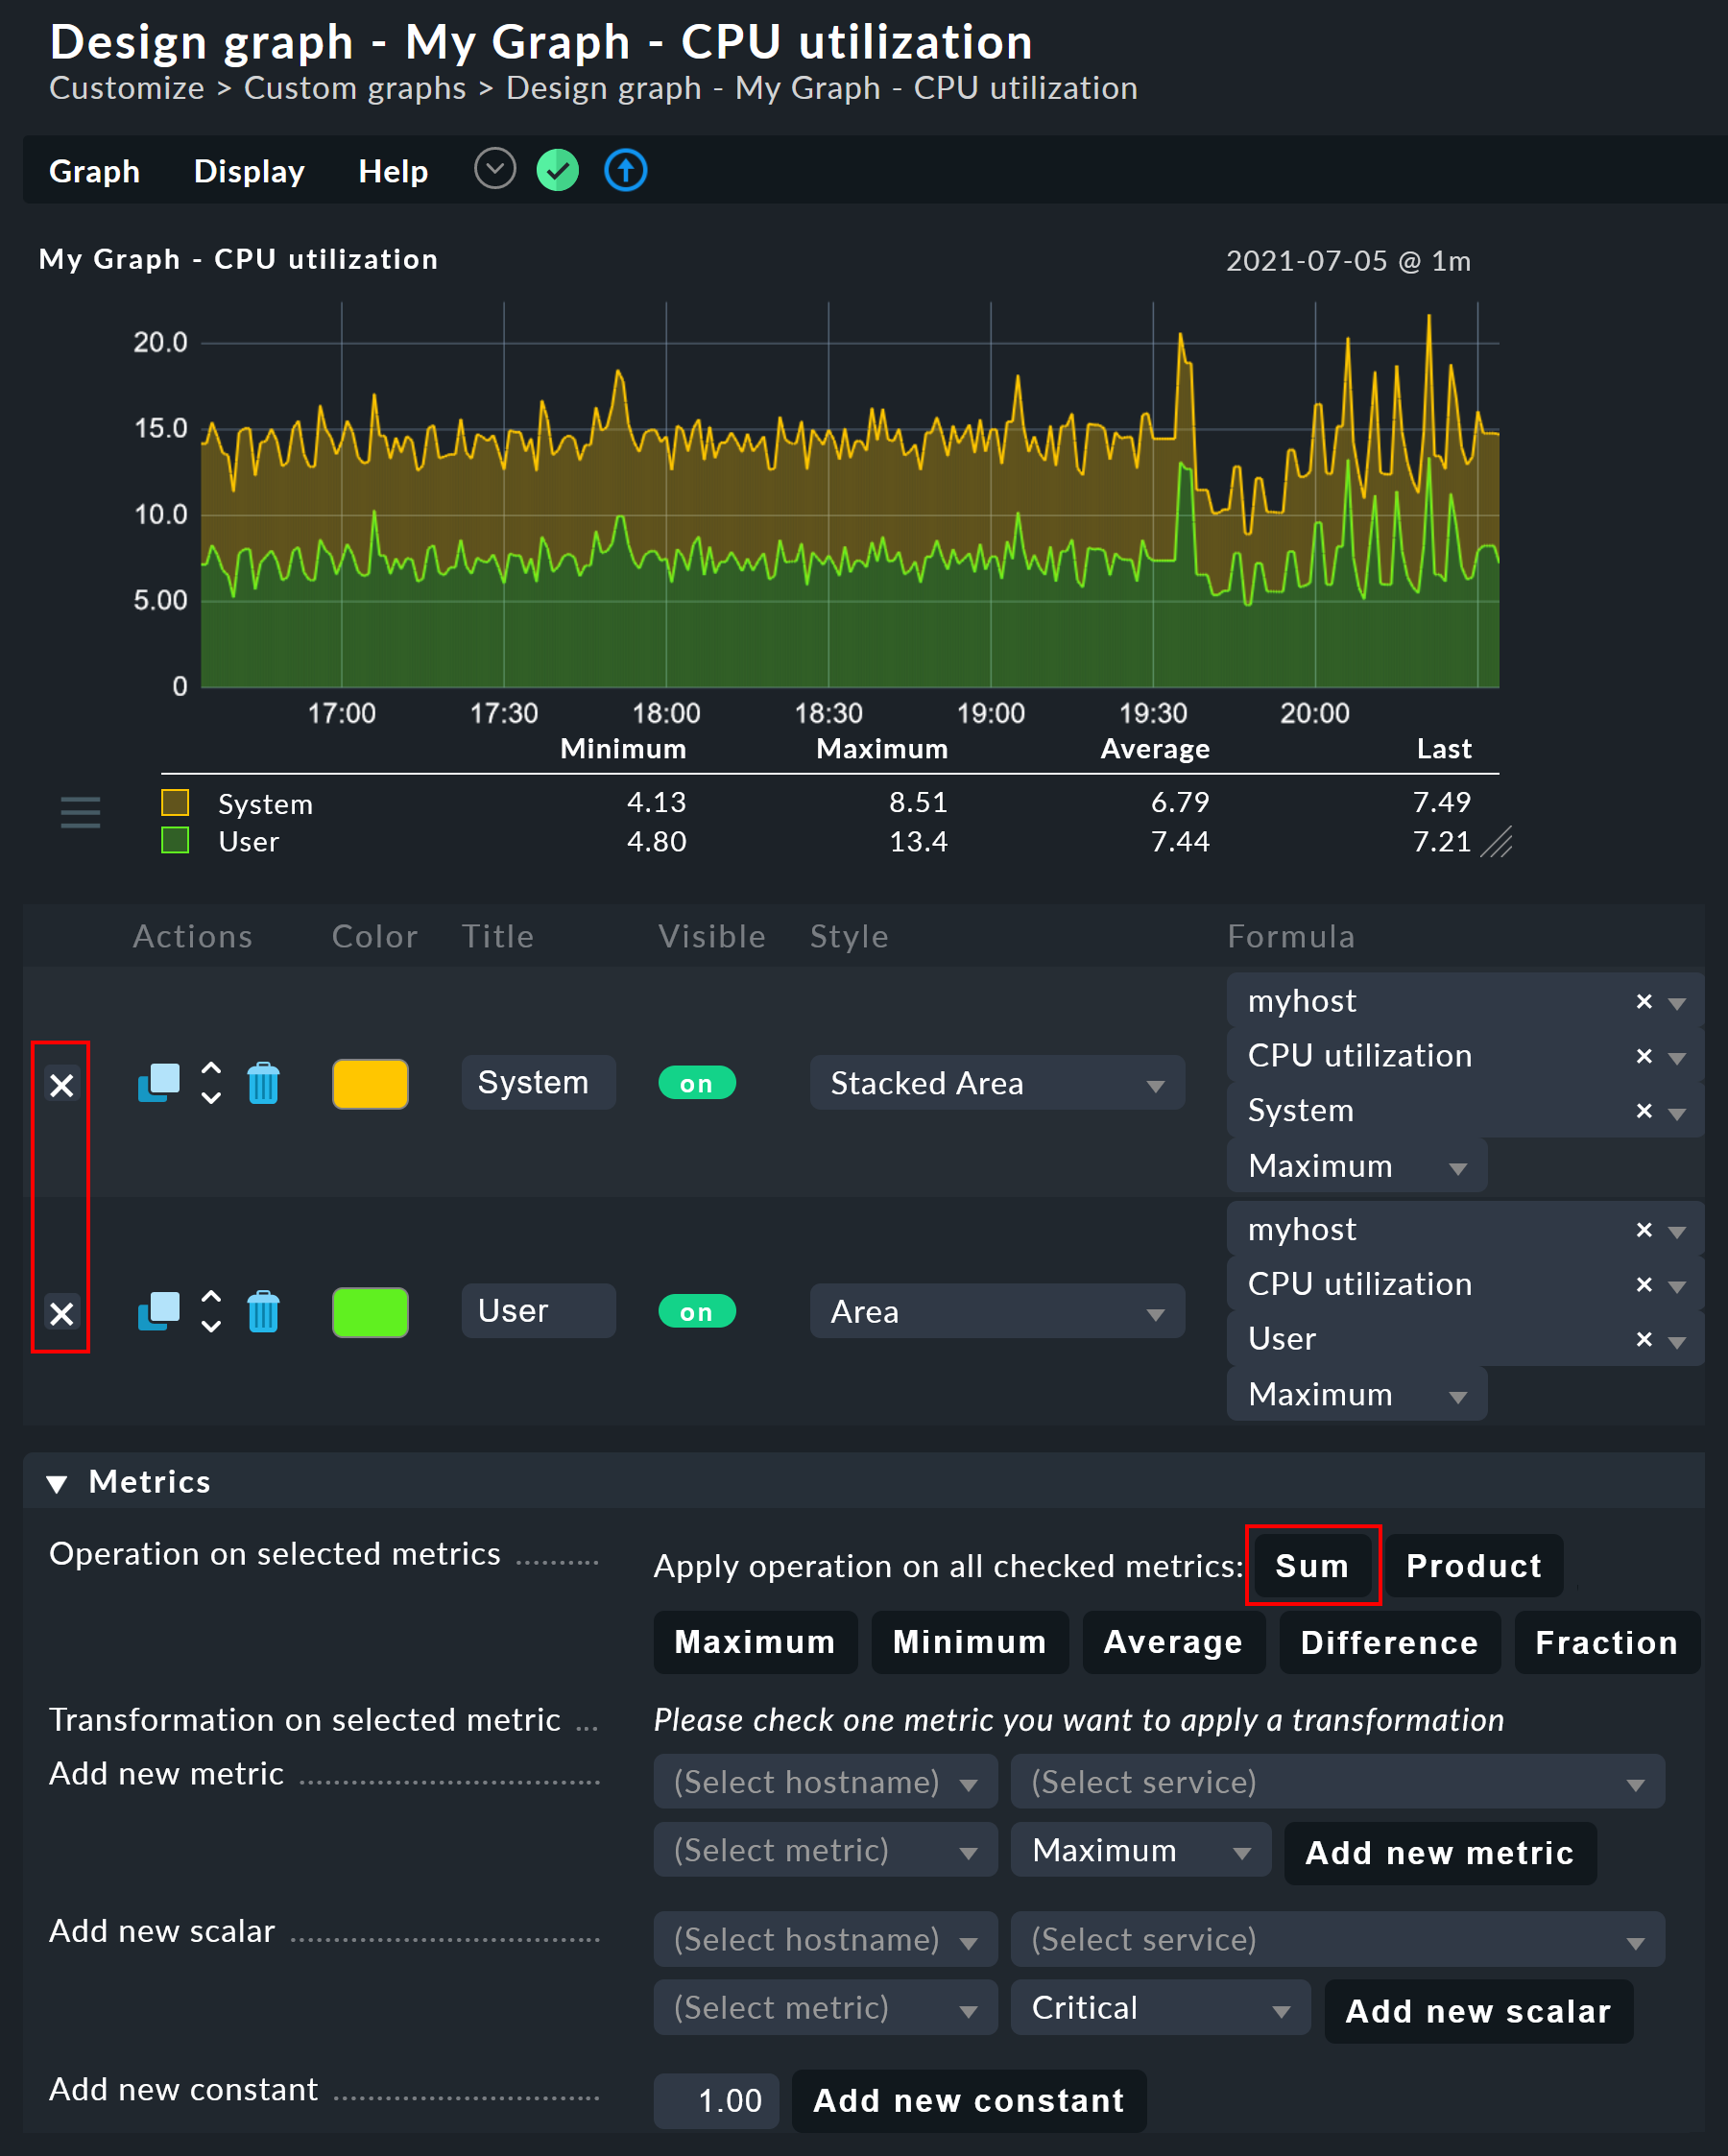 Design graph - My Graph - CPU utilization
Customize > Custom graphs > Design graph - My Graph - CPU utilization
Graph Display Help
My Graph - CPU utilization 2021-07-05 @ 1m
20.0
15.0
10.0
5.00
0
17:00 17:30 18:00 18:30 19:00 19:30 20:00
Minimum Maximum Average Last
System 4.13 8.51 6.79 7.49
User 4.80 13.4 7.44 7.21
Actions Color Title Visible Style Formula
myhost
CPU utilization
System on Stacked Area
System
Maximum
myhost
CPU utilization
User on Area
User
Maximum
Metrics
Operation on selected metrics .......... Apply operation on all checked metrics: Sum Product
Maximum Minimum Average Difference Fraction
Transformation on selected metric ... Please check one metric you want to apply a transformation
Add new metric ................................... (Select hostname) (Select service)
(Select metric) Maximum Add new metric
Add new scalar .................................... (Select hostname) (Select service)
(Select metric) Critical Add new scalar
Add new constant ............................... 1.00 Add new constant